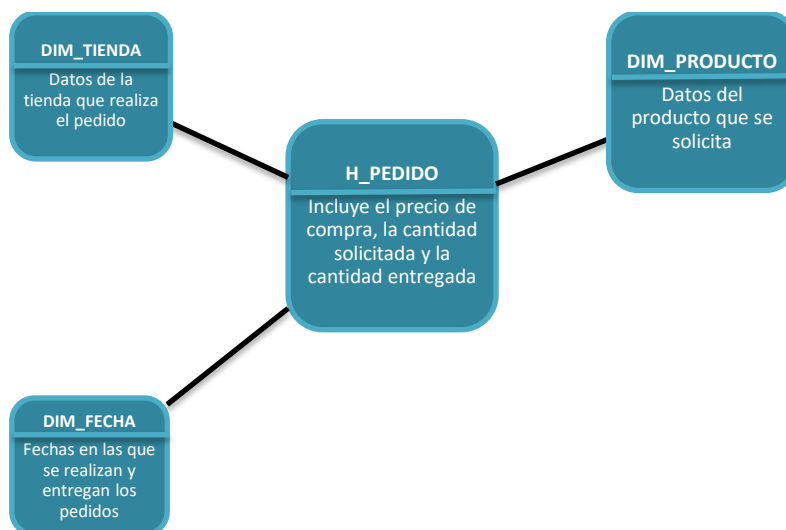 DIM_TIENDA
Datos de la
tienda que realiza
el pedido
DIM_PRODUCTO
Datos del
producto que se
solicita
H_PEDIDO
Incluye el precio de
compra, la cantidad
solicitada y la
cantidad entregada
DIM_FECHA
Fechas en las que
se realizan y
entregan los
pedidos